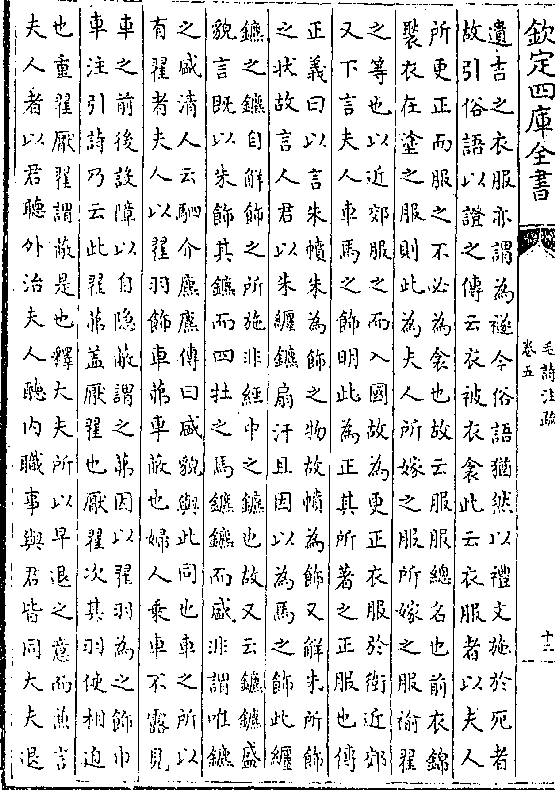 欽定四庫全書
毛詩注疏
卷五
十三
遺吉之衣服亦謂為襚今俗語猶然以禮文施於死者
故引俗語以證之傳云衣被衣衾此云衣服者以夫人
所更正而服之不必為衾也故云服服總名也前衣錦
褧衣在塗之服則此為夫人所嫁之服所嫁之服褕翟
之等也以近郊服之而入國故為更正衣服於衛近郊
又下言夫人車馬之飾明此為正其所著之正服也傳
正義曰以言朱幩朱為飾之物故幩為飾又解朱所飾
之狀故言人君以朱纏鑣扇汗且因以為馬之飾此纏
鑣之鑣自解飾之所施非經中之鑣也故又云鑣鑣盛
貌言既以朱飾其鑣而四牡之馬鑣鑣而盛非謂唯鑣
之盛清人云駟介麃麃傳曰盛貌與此同也車之所以
有翟者夫人以翟羽飾車茀車蔽也婦人乗車不露見
車之前後設障以自隐蔽謂之茀因以翟羽為之飾巾
車注引詩乃云此翟茀盖厭翟也厭翟次其羽使相迫
也重翟厭翟謂蔽是也釋大夫所以早退之意而兼言
夫人者以君聽外治夫人聽内職事與君皆同大夫退